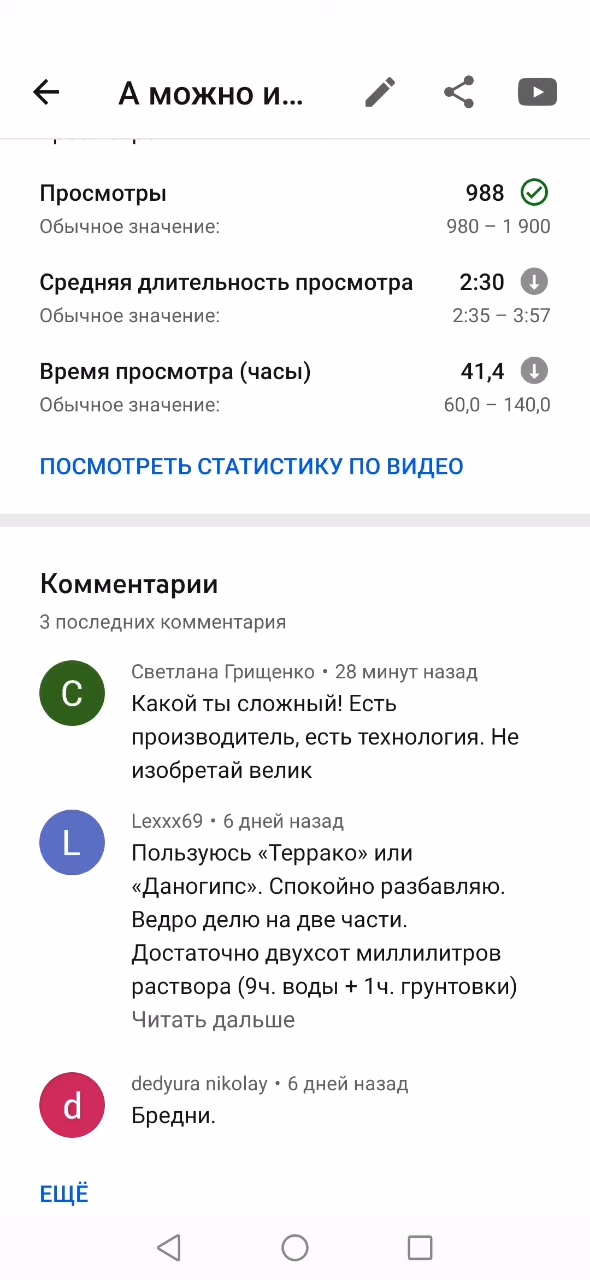 А можно и...
Просмотры 988
Обычное значение: 980 – 1 900
Средняя длительность просмотра 2:30
Обычное значение: 2:35 – 3:57
Время просмотра (часы) 41,4
Обычное значение: 60,0 – 140,0
ПОСМОТРЕТЬ СТАТИСТИКУ ПО ВИДЕО
Комментарии
3 последних комментария
С
Светлана Грищенко • 28 минут назад
Какой ты сложный! Есть
производитель, есть технология. Не
изобретай велик
L
Lexxx69 • 6 дней назад
Пользуюсь «Террако» или
«Даногипс». Спокойно разбавляю.
Ведро делю на две части.
Достаточно двухсот миллилитров
раствора (9ч. воды + 1ч. грунтовки)
Читать дальше
d
dedyura nikolay • 6 дней назад
Бредни.
ЕЩЁ